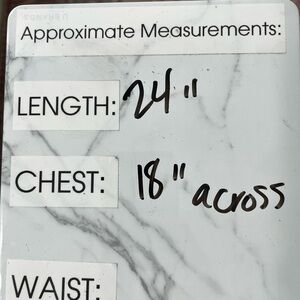 Approximate Measurements:
LENGTH: 24"
CHEST: 18" across
WAIST: